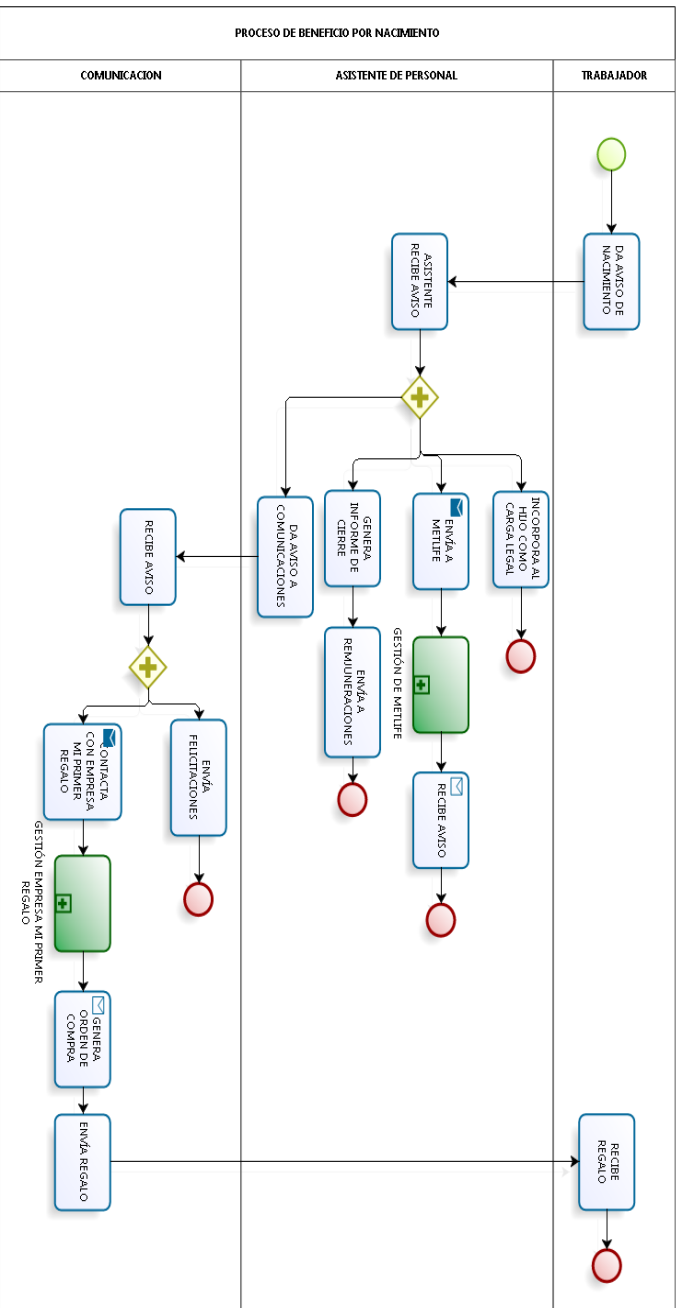 PROCESO DE BENEFICIO POR NACIMIENTO
COMUNICACION
ASISTENTE DE PERSONAL
TRABAJADOR
DA AVISO DE
NACIMIENTO
ASISTENTE
RECIBE AVISO
INCORPORA AL
HIJO COMO
CARGA LEGAL
ENVÍA A
METLIFE
GENERA
INFORME DE
CIERRE
DA AVISO A
COMUNICACIONES
RECIBE AVISO
GESTIÓN DE METLIFE
ENVÍA A
REMJUNERACIONES
RECIBE AVISO
ENVÍA
FELICITACIONES
CONTACTA
CON EMPRESA
MI PRIMER
REGALO
GESTIÓN EMPRESA MI PRIMER
REGALO
GENERA
ORDEN DE
COMPRA
ENVÍA REGALO
RECIBE
REGALO